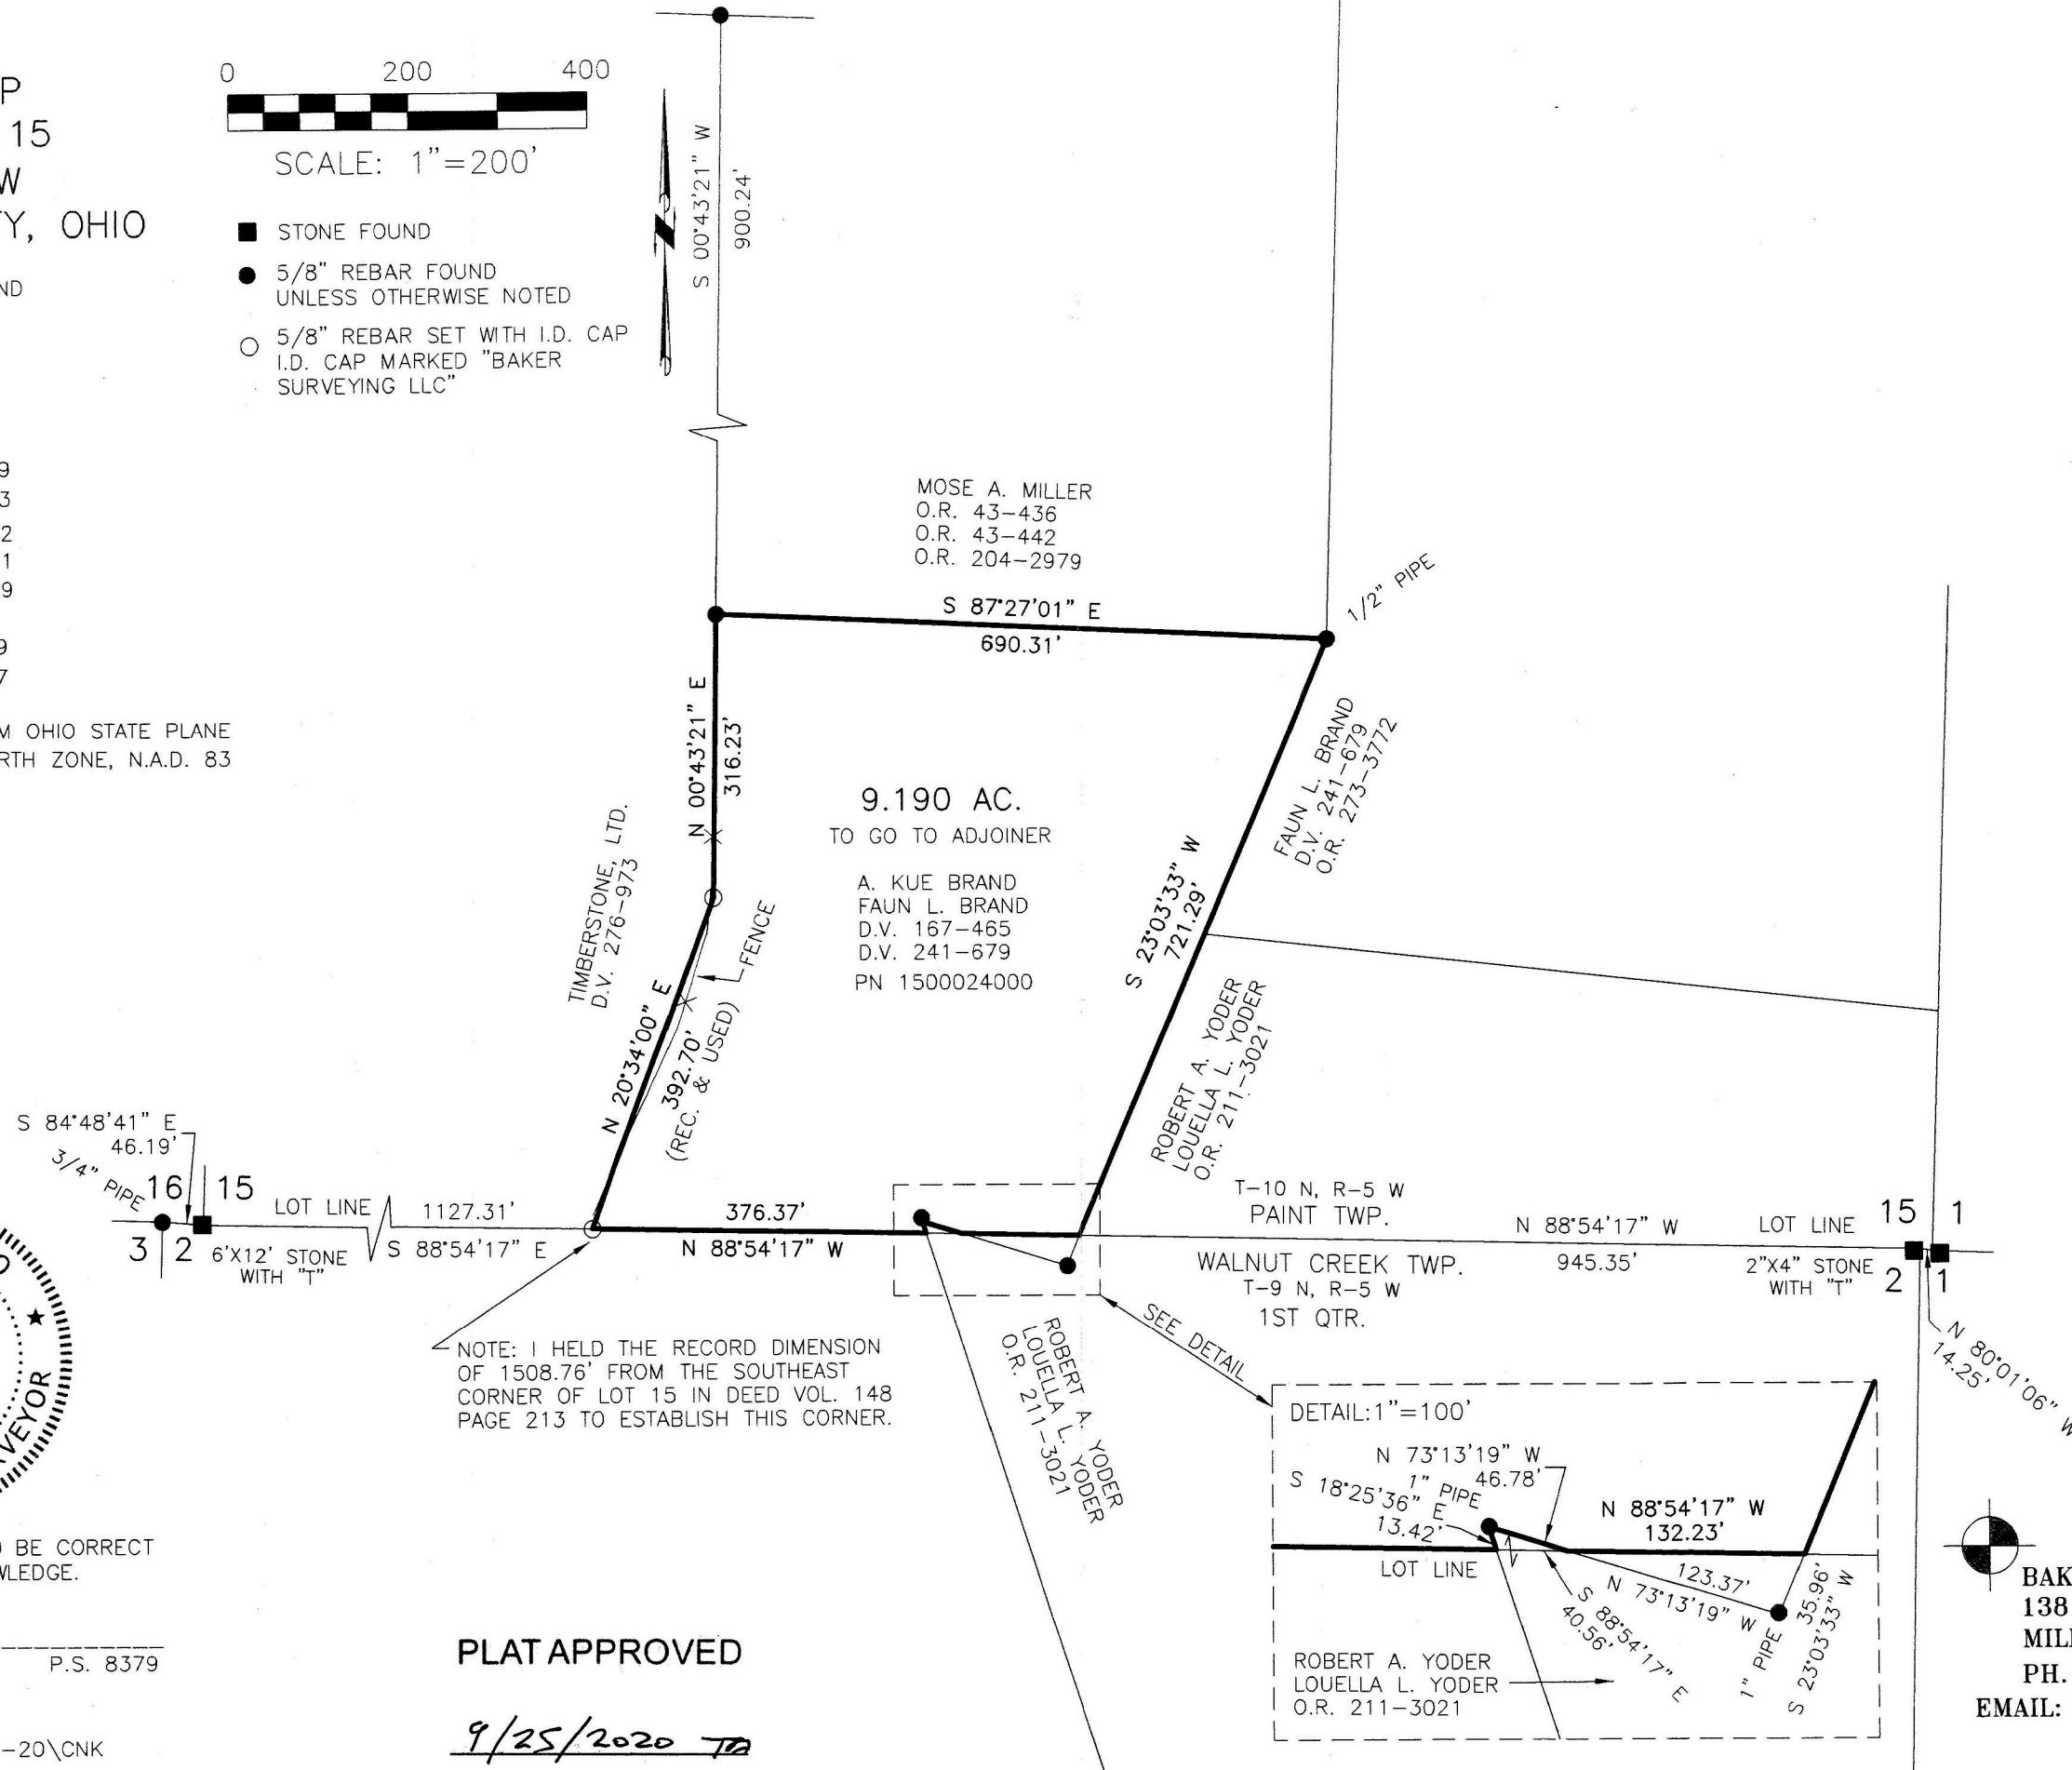 P
15
W
TY, OHIO
ND
9
3
2
1
9
9
7
M OHIO STATE PLANE
RTH ZONE, N.A.D. 83
0 200 400
SCALE: 1"=200'
STONE FOUND
5/8" REBAR FOUND
UNLESS OTHERWISE NOTED
5/8" REBAR SET WITH I.D. CAP
I.D. CAP MARKED "BAKER
SURVEYING LLC"
S 00°43'21" W
900.24'
MOSE A. MILLER
O.R. 43-436
O.R. 43-442
O.R. 204-2979
1/2" PIPE
S 87°27'01" E
690.31'
N 00°43'21" E
316.23'
9.190 AC.
TO GO TO ADJOINER
A. KUE BRAND
FAUN L. BRAND
D.V. 167-465
D.V. 241-679
PN 1500024000
FAUN L. BRAND
D.V. 241-679
O.R. 273-3772
S 23°03'33" W
721.29'
TIMBERSTONE, LTD.
D.V. 276-973
FENCE
N 20°34'00" E
392.70'
(REC. & USED)
ROBERT A. YODER
LOUELLA L. YODER
O.R. 211-3021
S 84°48'41" E
46.19'
3/4" PIPE
16 15
3 2
6'X12' STONE
WITH "T"
LOT LINE
1127.31'
S 88°54'17" E
376.37'
N 88°54'17" W
T-10 N, R-5 W
PAINT TWP.
WALNUT CREEK TWP.
T-9 N, R-5 W
1ST QTR.
N 88°54'17" W
945.35'
LOT LINE
2"X4" STONE
WITH "T"
15 1
2 1
N 80°01'06" W
14.25'
NOTE: I HELD THE RECORD DIMENSION
OF 1508.76' FROM THE SOUTHEAST
CORNER OF LOT 15 IN DEED VOL. 148
PAGE 213 TO ESTABLISH THIS CORNER.
ROBERT A. YODER
LOUELLA L. YODER
O.R. 211-3021
SEE DETAIL
DETAIL:1"=100'
N 73°13'19" W
46.78'
1" PIPE
S 18°25'36" E
13.42'
N 88°54'17" W
132.23'
LOT LINE
123.37'
N 73°13'19" W
S 88°54'17" E
40.56'
1" PIPE
35.96'
S 23°03'33" W
ROBERT A. YODER
LOUELLA L. YODER
O.R. 211-3021
VEYOR
BE CORRECT
WLEDGE.
P.S. 8379
-20\CNK
PLAT APPROVED
9/25/2020
BAK
138
MILL
PH.
EMAIL: